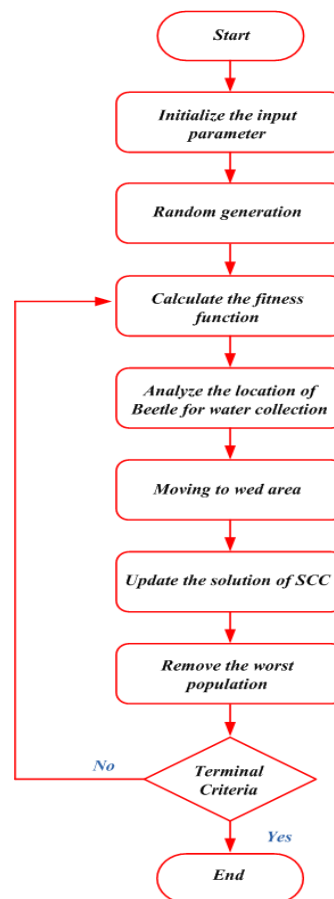 Start
Initialize the input
parameter
Random generation
Calculate the fitness
function
Analyze the location of
Beetle for water collection
Moving to wed area
Update the solution of SCC
Remove the worst
population
No
Terminal
Criteria
Yes
End